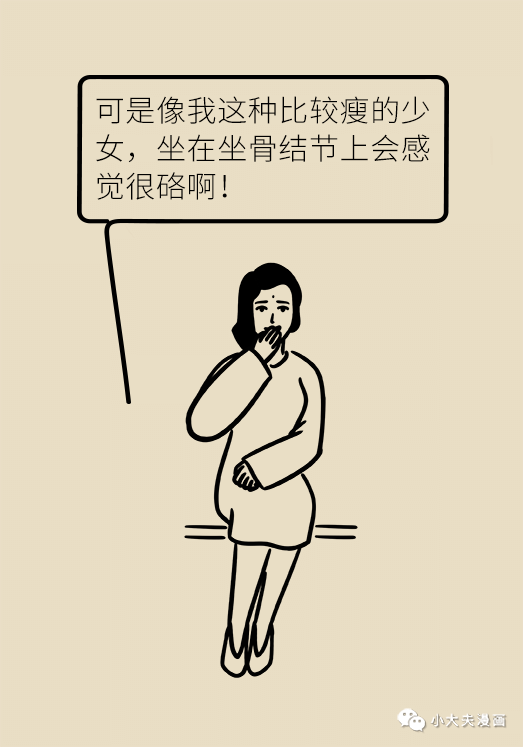 可是像我这种比较瘦的少
女，坐在坐骨结节上会感
觉很硌啊！
小大夫漫画